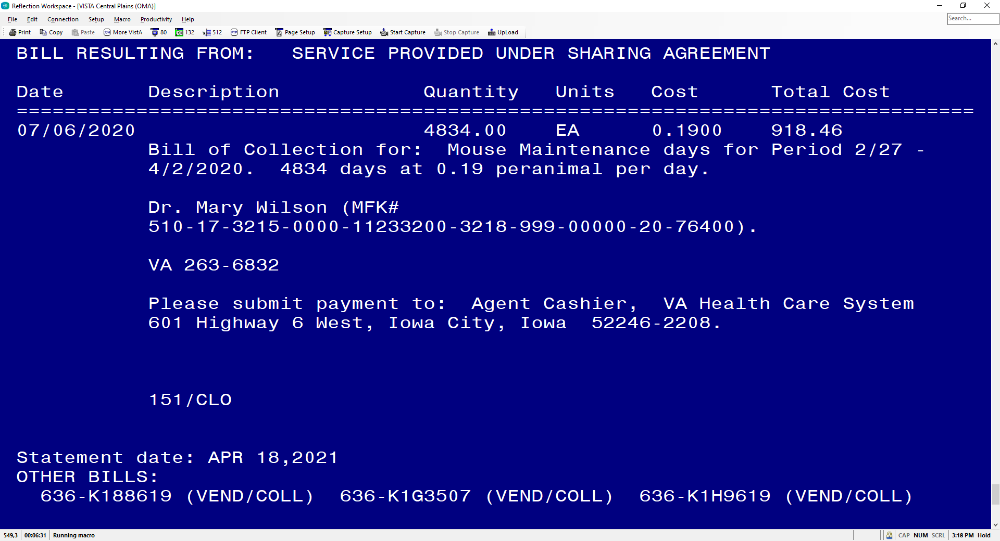 Reflection Workspace - [VISTA Central Plains (OMA)]
File Edit Connection Setup Macro Productivity Help
Search...
Print Copy Paste More VistA 80 132 512 FTP Client Page Setup Capture Setup Start Capture Stop Capture UpLoad
BILL RESULTING FROM: SERVICE PROVIDED UNDER SHARING AGREEMENT
Date Description Quantity Units Cost Total Cost
================================================================================
07/06/2020 4834.00 EA 0.1900 918.46
Bill of Collection for: Mouse Maintenance days for Period 2/27 -
4/2/2020. 4834 days at 0.19 peranimal per day.
Dr. Mary Wilson (MFK#
510-17-3215-0000-11233200-3218-999-00000-20-76400).
VA 263-6832
Please submit payment to: Agent Cashier, VA Health Care System
601 Highway 6 West, Iowa City, Iowa 52246-2208.
151/CLO
Statement date: APR 18,2021
OTHER BILLS:
636-K188619 (VEND/COLL) 636-K1G3507 (VEND/COLL) 636-K1H9619 (VEND/COLL)
549,3 00:06:31 Running macro CAP NUM SCRL 3:18 PM Hold